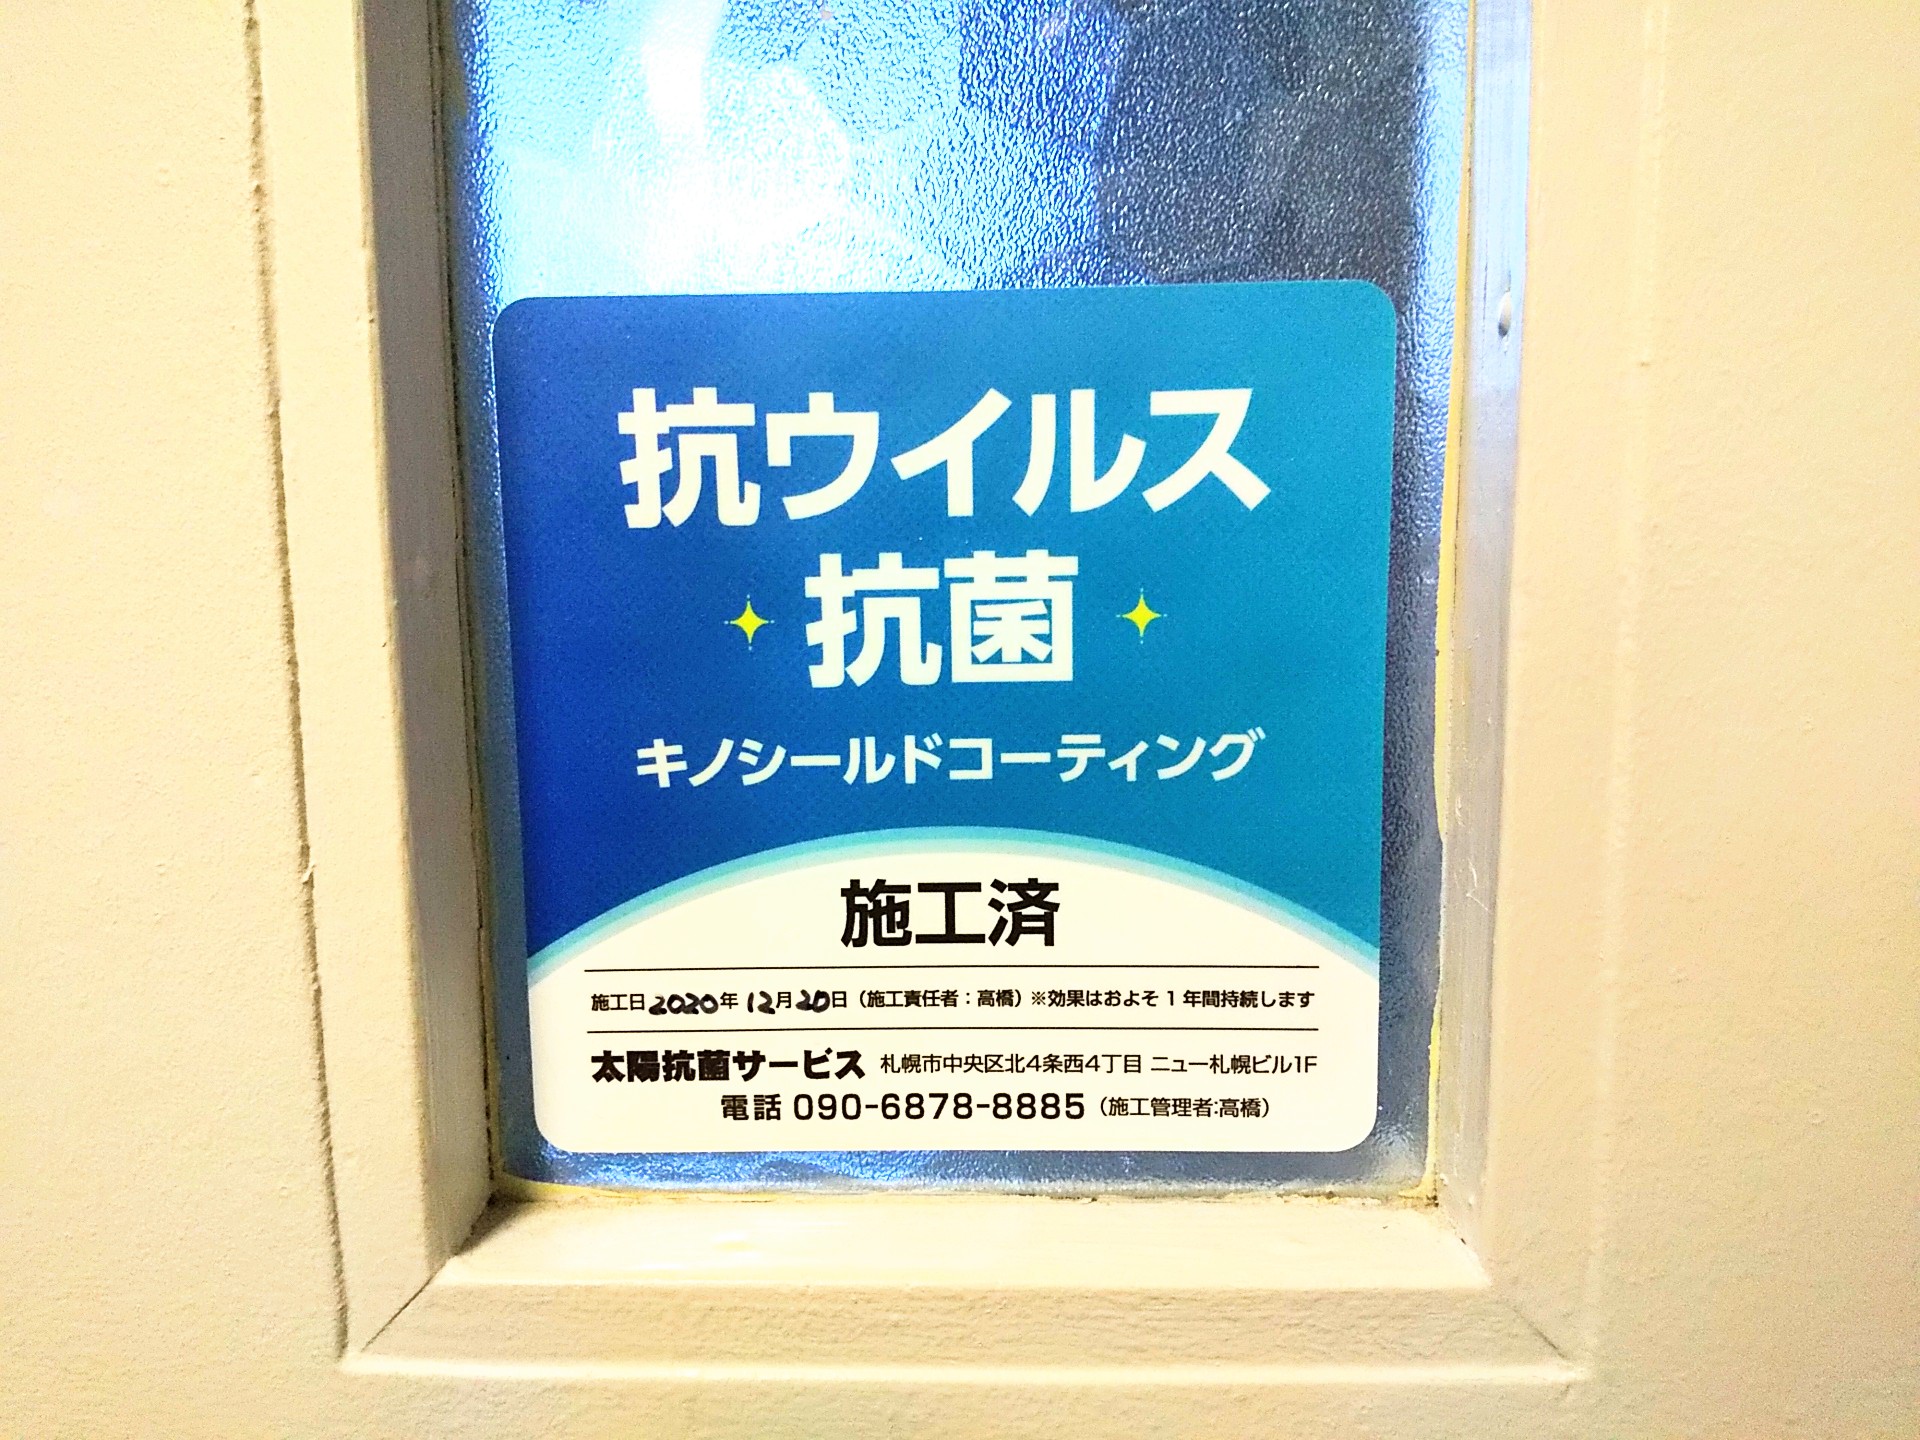 抗ウイルス
抗菌
キノシールドコーティング
施工済
施工日2020年12月20日（施工責任者：高橋）※効果はおよそ1年間持続します
太陽抗菌サービス 札幌市中央区北4条西4丁目 ニュー札幌ビル1F
電話 090-6878-8885（施工管理者:高橋）